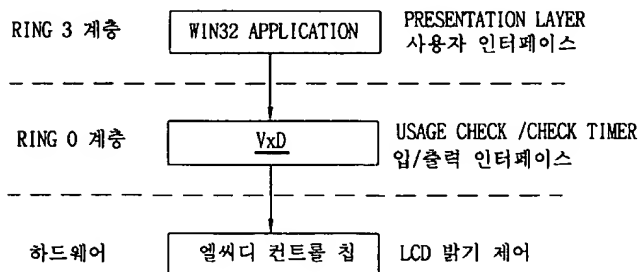 RING 3 계층
WIN32 APPLICATION
PRESENTATION LAYER
사용자 인터페이스
RING 0 계층
VxD
USAGE CHECK /CHECK TIMER
입/출력 인터페이스
하드웨어
엘씨디 컨트롤 칩
LCD 밝기 제어